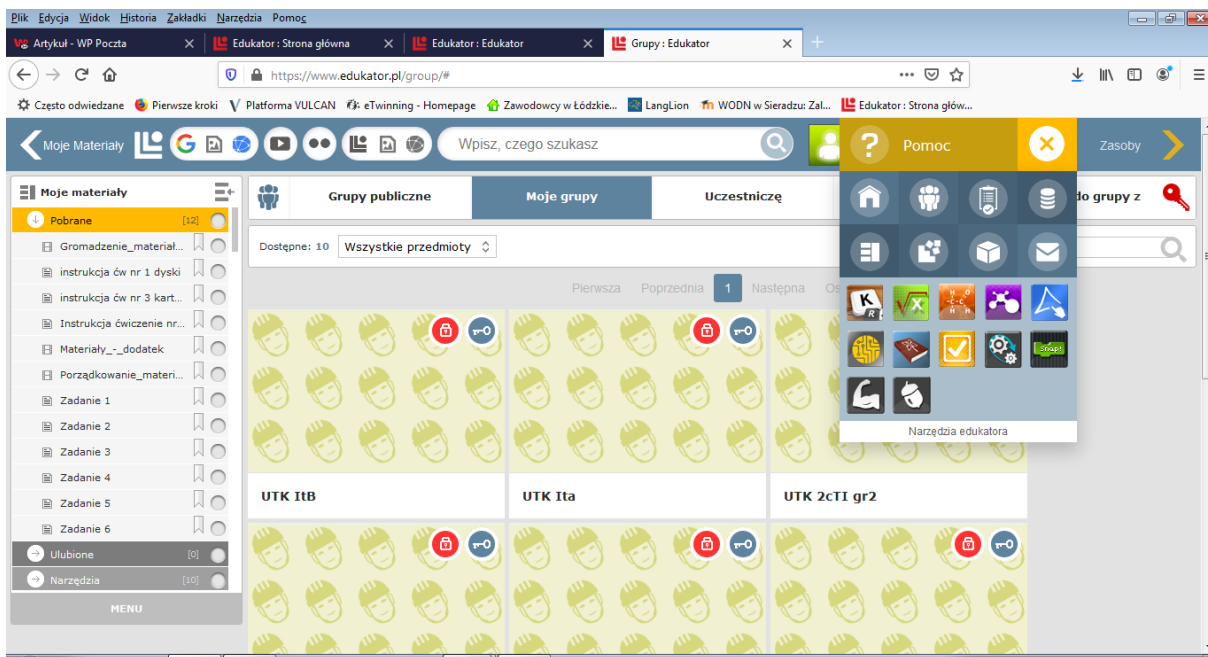 Plik Edycja Widok Historia Zakładki Narzędzia Pomoc
Artykuł - WP Poczta
Edukator : Strona główna
Edukator : Edukator
Grupy : Edukator
https://www.edukator.pl/group/#
Często odwiedzane Pierwsze kroki Platforma VULCAN eTwinning - Homepage Zawodowcy w Łódzkie... LangLion WODN w Sieradzu: Zal... Edukator : Strona głów...
Moje Materiały
Wpisz, czego szukasz
Pomoc
Zasoby
Moje materiały
Grupy publiczne
Moje grupy
Uczestniczę
do grupy z
Pobrane [12]
Gromadzenie_materiał...
instrukcja ćw nr 1 dyski
instrukcja ćw nr 3 kart...
Instrukcja ćwiczenie nr...
Materiały_-_dodatek
Porządkowanie_materi...
Zadanie 1
Zadanie 2
Zadanie 3
Zadanie 4
Zadanie 5
Zadanie 6
Ulubione [0]
Narzędzia [10]
MENU
Dostępne: 10 Wszystkie przedmioty
Pierwsza Poprzednia 1 Następna Os
Snap!
Narzędzia edukatora
UTK ItB
UTK Ita
UTK 2cTI gr2